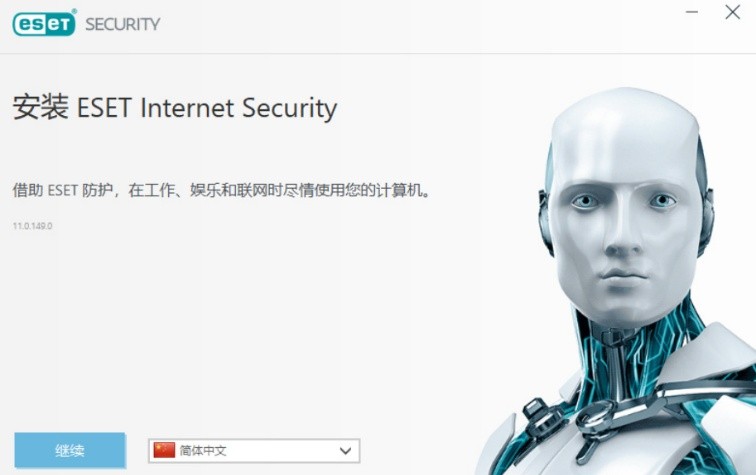 eset® SECURITY
安装 ESET Internet Security
借助 ESET 防护，在工作、娱乐和联网时尽情使用您的计算机。
11.0.149.0
继续
简体中文